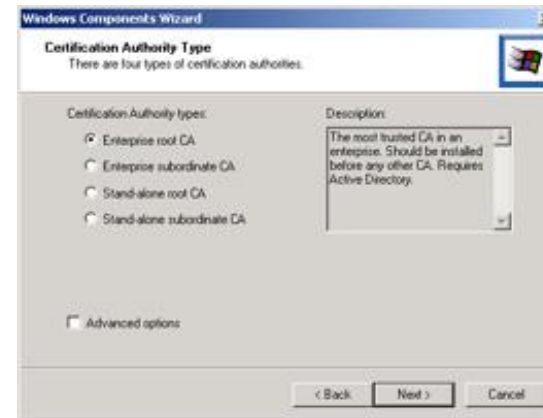 Windows Components Wizard
Certification Authority Type
There are four types of certification authorities.
Certification Authority types:
Enterprise root CA
Enterprise subordinate CA
Stand-alone root CA
Stand-alone subordinate CA
Description:
The most trusted CA in an
enterprise. Should be installed
before any other CA. Requires
Active Directory.
Advanced options
< Back
Next >
Cancel